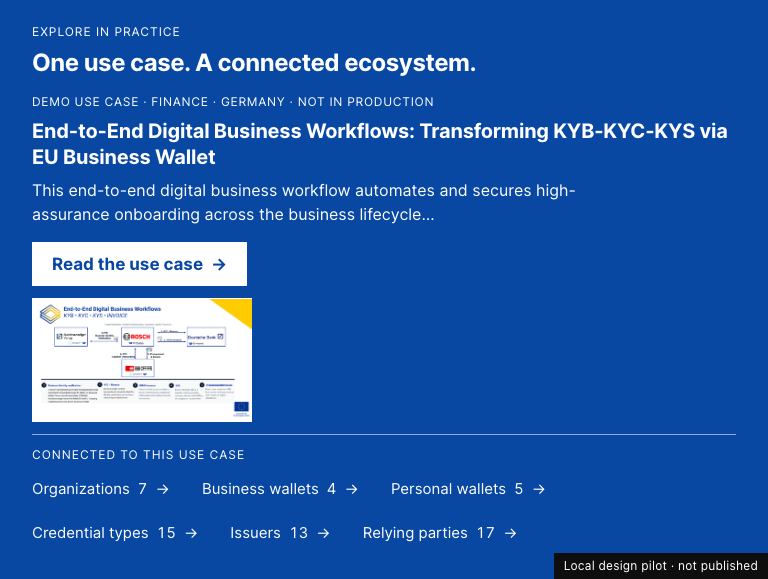 EXPLORE IN PRACTICE
One use case. A connected ecosystem.
DEMO USE CASE · FINANCE · GERMANY · NOT IN PRODUCTION
End-to-End Digital Business Workflows: Transforming KYB-KYC-KYS via
EU Business Wallet
This end-to-end digital business workflow automates and secures high-
assurance onboarding across the business lifecycle...
Read the use case →
End-to-End Digital Business Workflows
KYB - KYC - KYS - INVOICE
BOSCH
CONNECTED TO THIS USE CASE
Organizations 7 →
Business wallets 4 →
Personal wallets 5 →
Credential types 15 →
Issuers 13 →
Relying parties 17 →
Local design pilot · not published